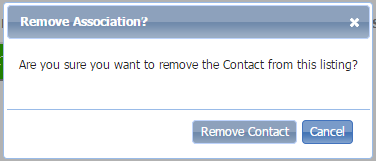 Remove Association?
Are you sure you want to remove the Contact from this listing?
Remove Contact Cancel